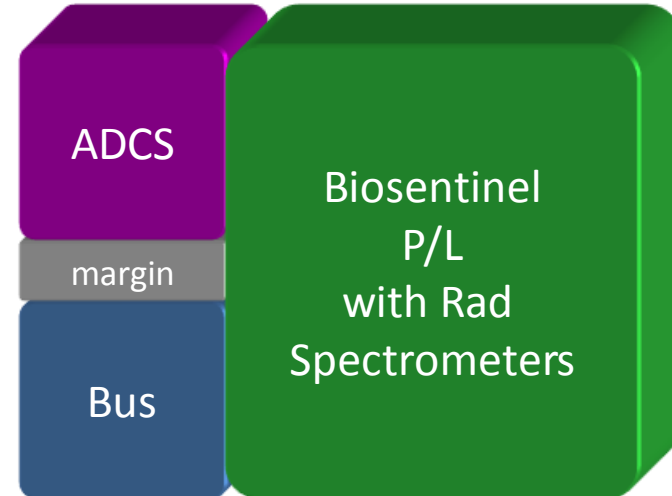 ADCS
margin
Bus
Biosentinel
P/L
with Rad
Spectrometers